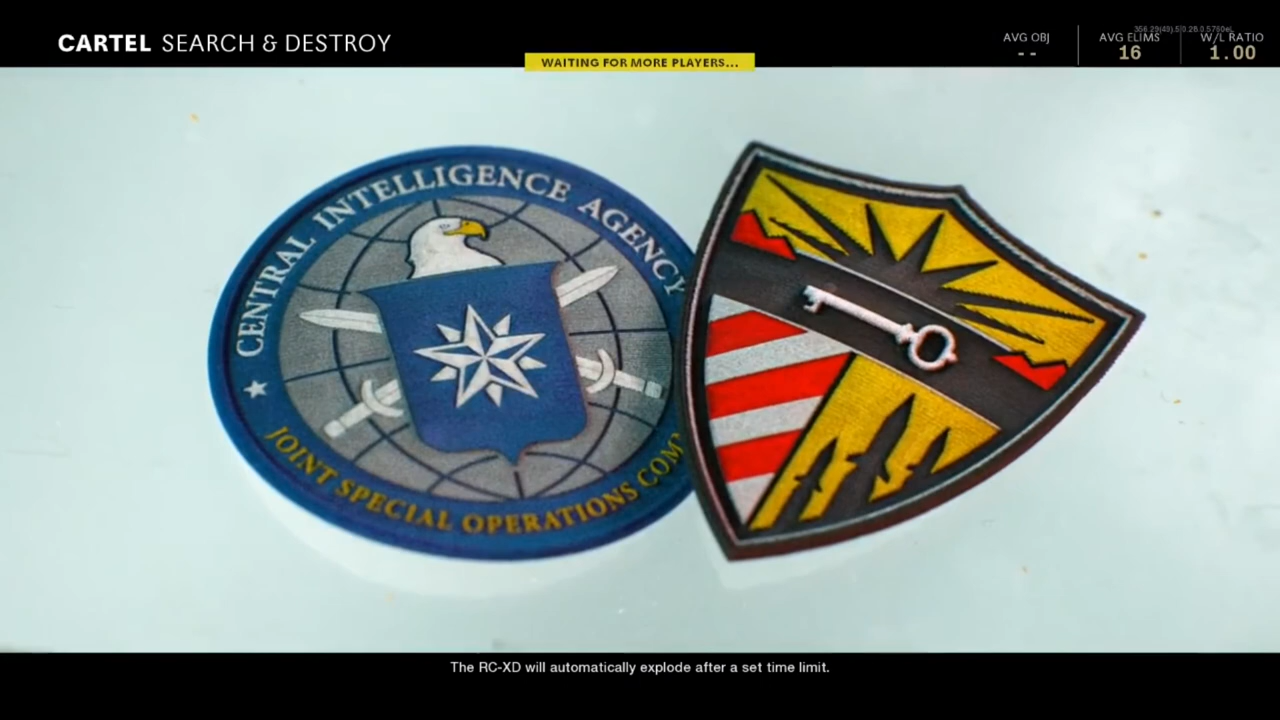 CARTEL SEARCH & DESTROY
WAITING FOR MORE PLAYERS...
AVG OBJ
--
AVG ELIMS
16
W/L RATIO
1.00
CENTRAL INTELLIGENCE AGENCY
JOINT SPECIAL OPERATIONS COM
The RC-XD will automatically explode after a set time limit.